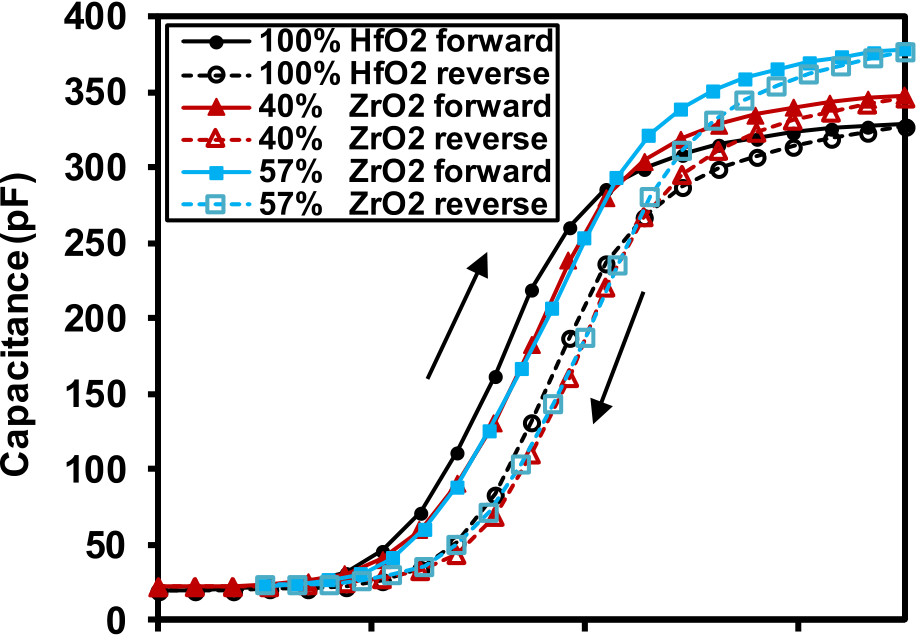 400
350
300
250
200
150
100
50
0
Capacitance (pF)
100% HfO2 forward
100% HfO2 reverse
40% ZrO2 forward
40% ZrO2 reverse
57% ZrO2 forward
57% ZrO2 reverse